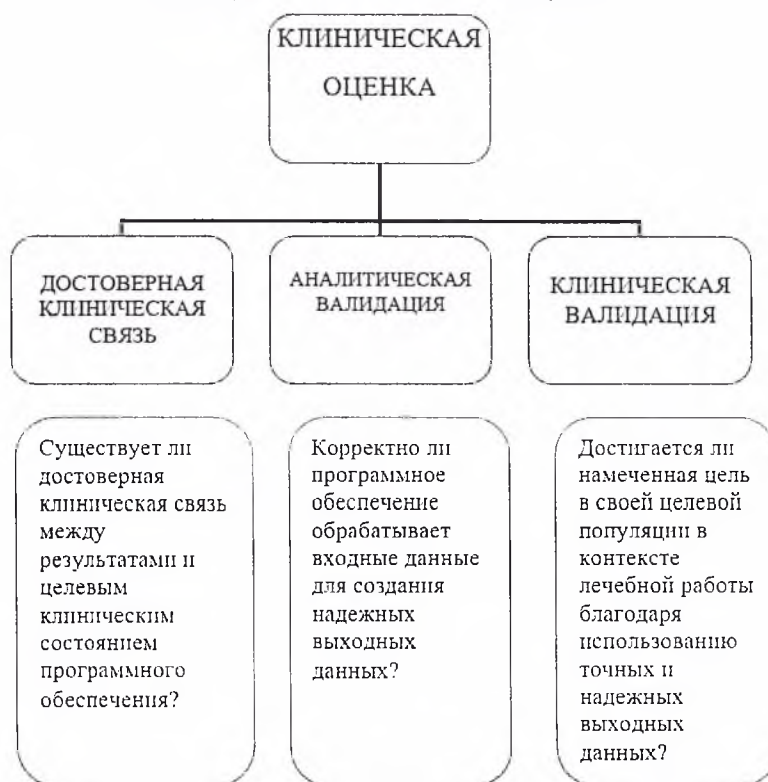 КЛИНИЧЕСКАЯ
ОЦЕНКА
ДОСТОВЕРНАЯ
КЛИНИЧЕСКАЯ
СВЯЗЬ
АНАЛИТИЧЕСКАЯ
ВАЛИДАЦИЯ
КЛИНИЧЕСКАЯ
ВАЛИДАЦИЯ
Существует ли
достоверная
клиническая связь
между
результатами и
целевым
клиническим
состоянием
программного
обеспечения?
Корректно ли
программное
обеспечение
обрабатывает
входные данные
для создания
надежных
выходных
данных?
Достигается ли
намеченная цель
в своей целевой
популяции в
контексте
лечебной работы
благодаря
использованию
точных и
надежных
выходных
данных?